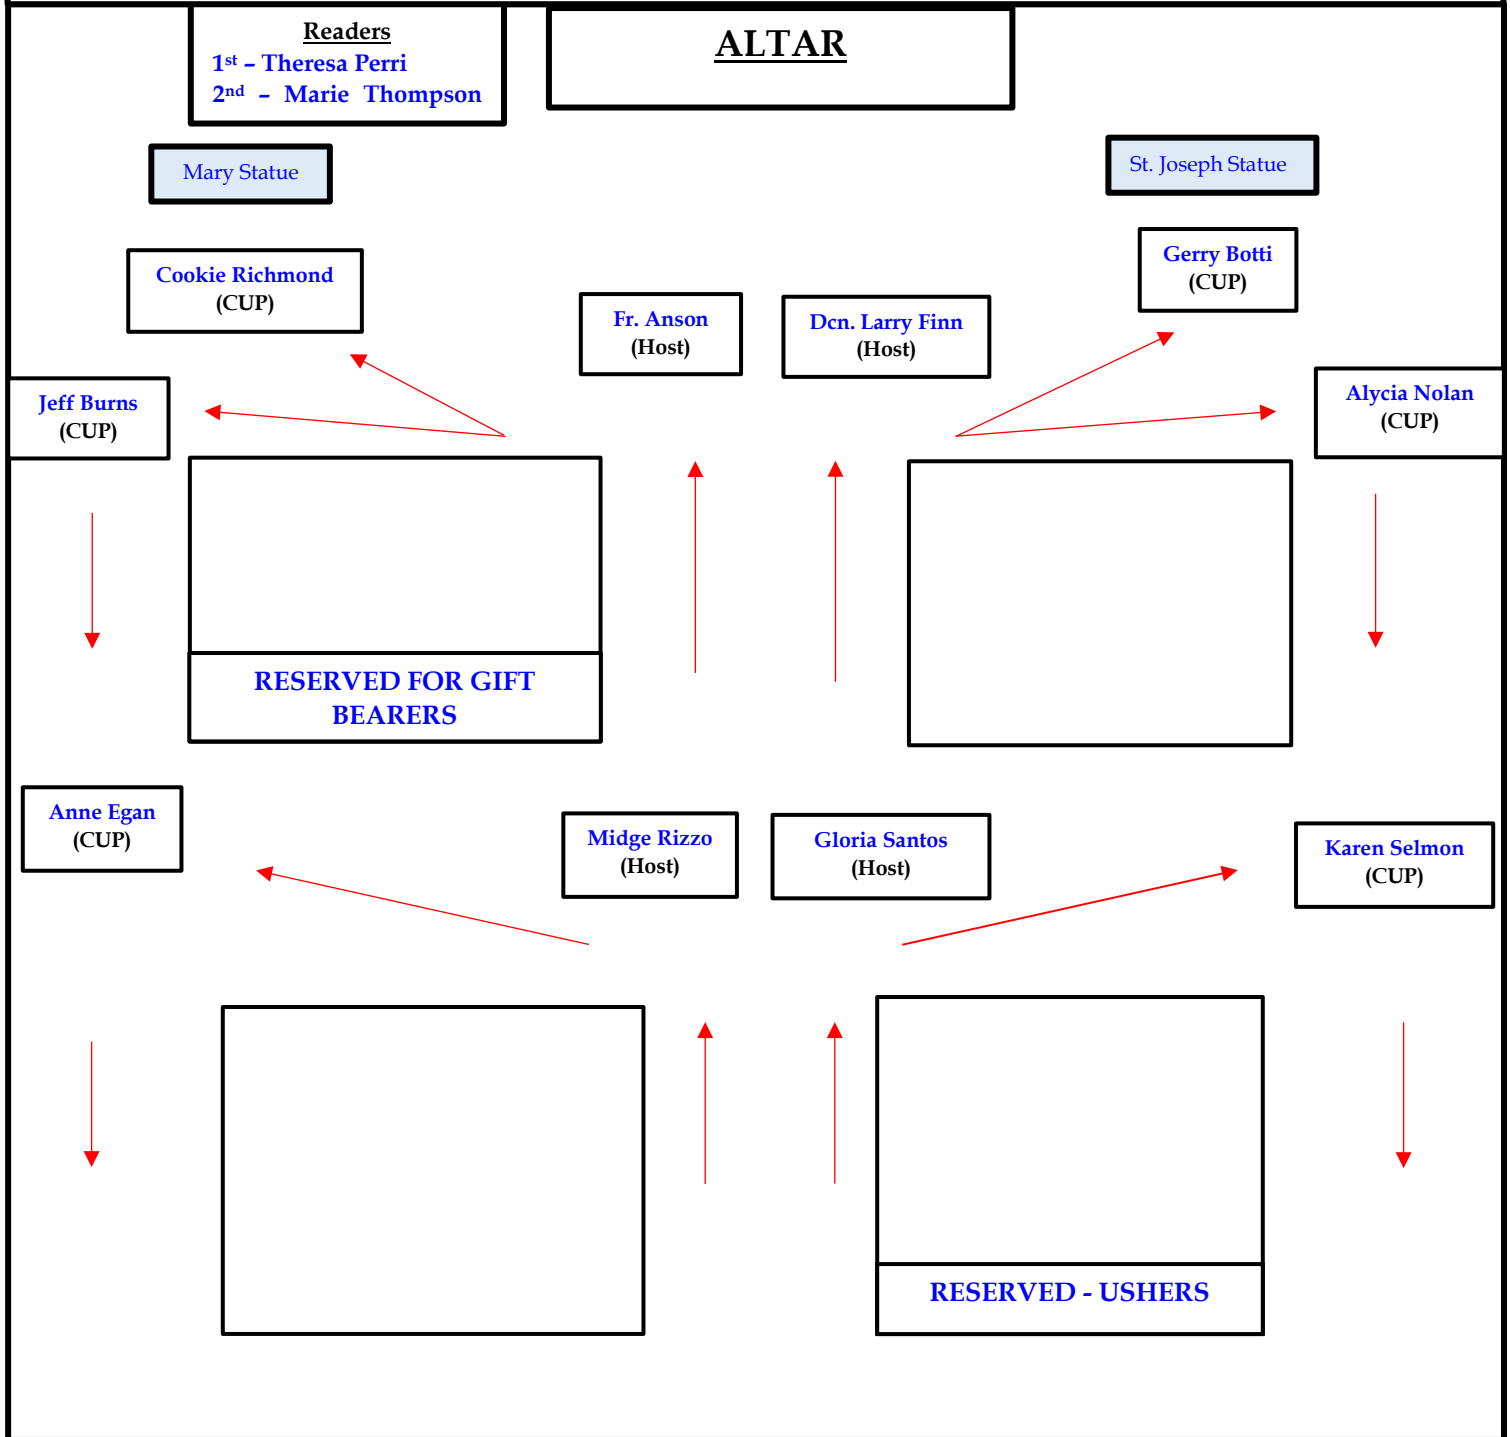 Readers
1st – Theresa Perri
2nd – Marie Thompson
ALTAR
Mary Statue
St. Joseph Statue
Cookie Richmond
(CUP)
Gerry Botti
(CUP)
Fr. Anson
(Host)
Dcn. Larry Finn
(Host)
Jeff Burns
(CUP)
Alycia Nolan
(CUP)
RESERVED FOR GIFT
BEARERS
Anne Egan
(CUP)
Midge Rizzo
(Host)
Gloria Santos
(Host)
Karen Selmon
(CUP)
RESERVED - USHERS